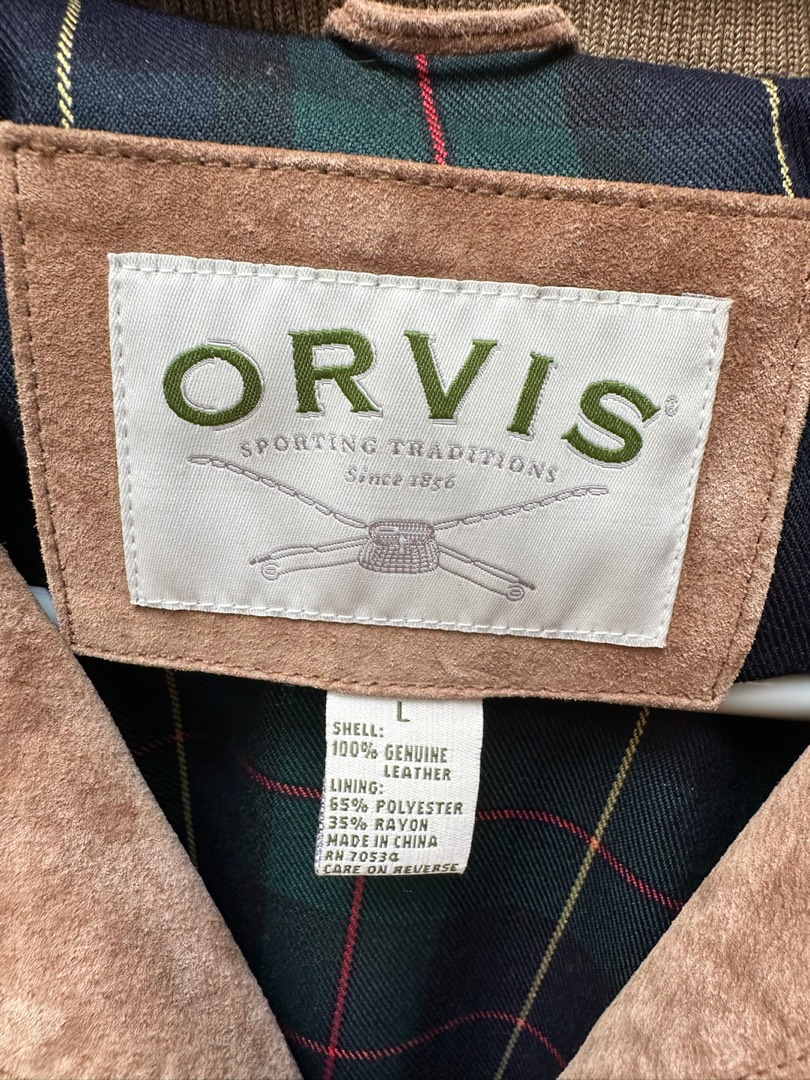 ORVIS®
SPORTING TRADITIONS
Since 1856
L
SHELL:
100% GENUINE
LEATHER
LINING:
65% POLYESTER
35% RAYON
MADE IN CHINA
RN 70534
CARE ON REVERSE